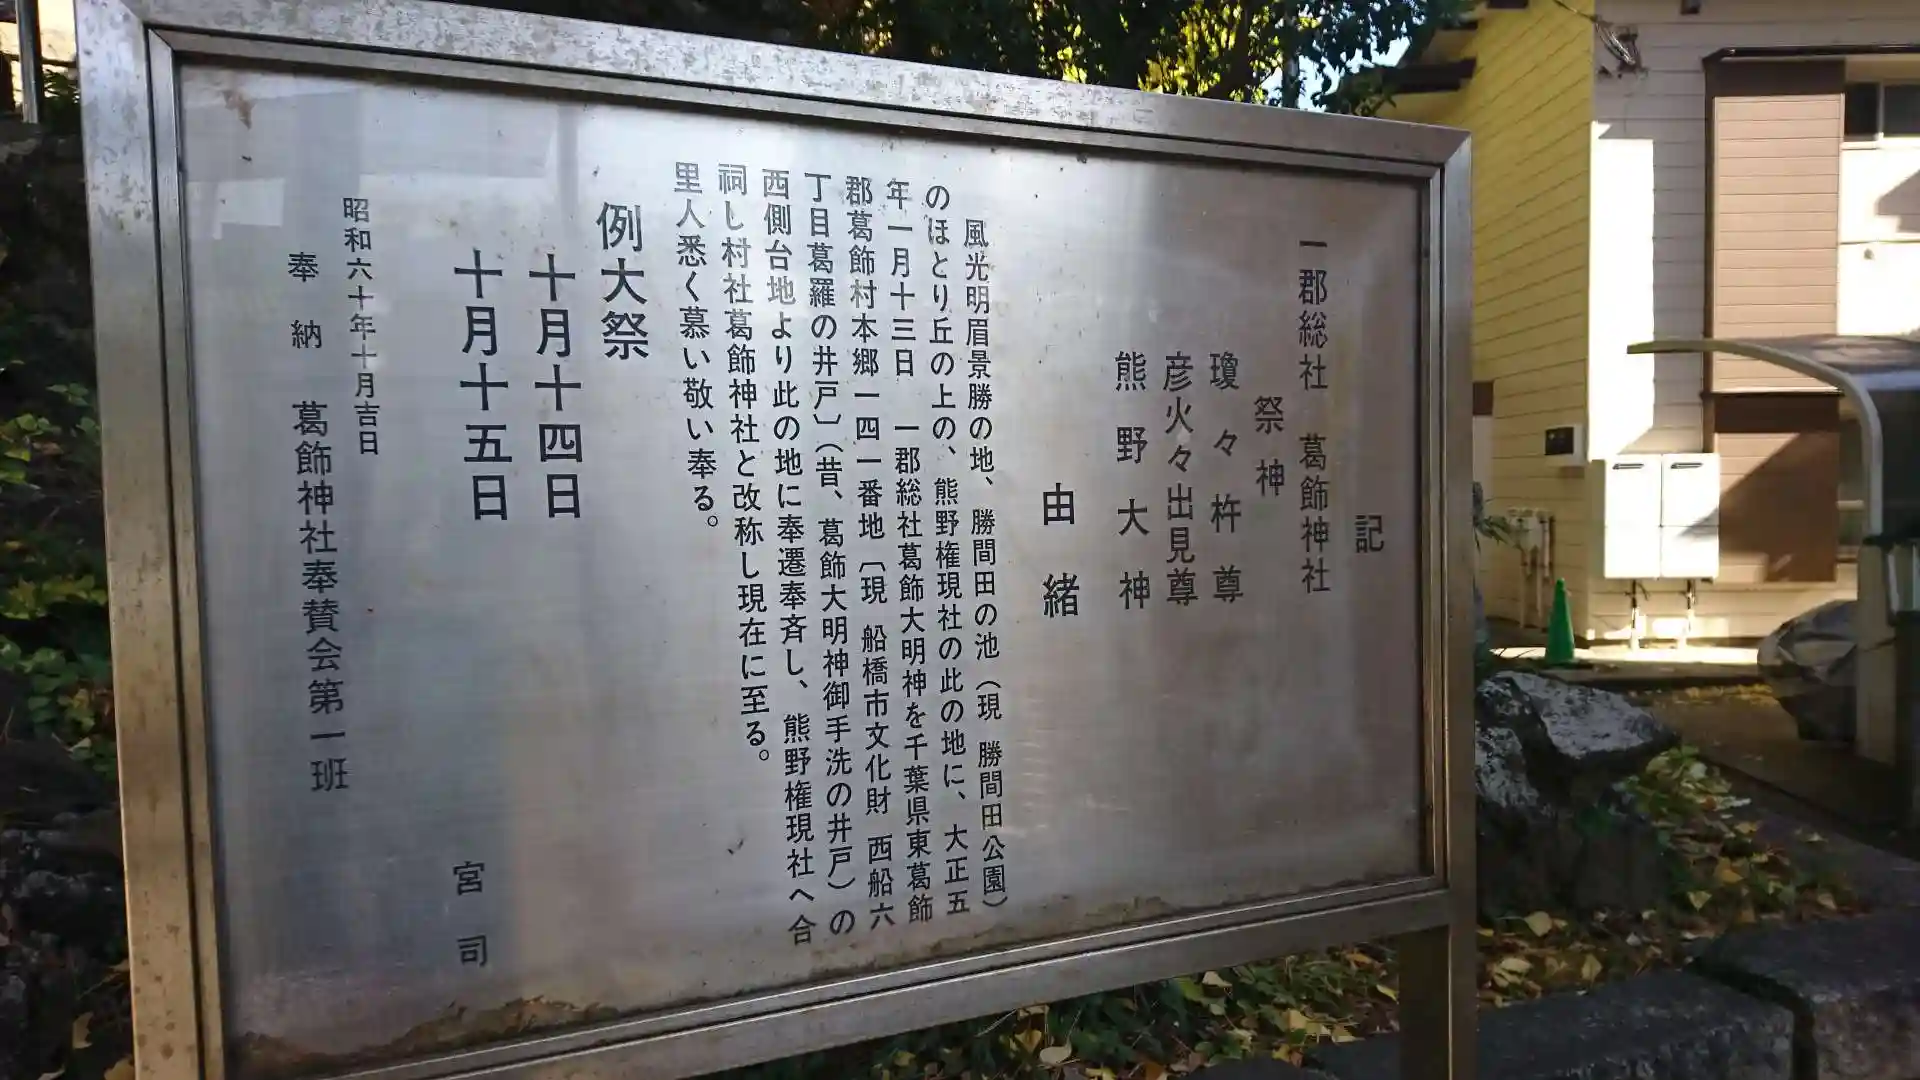 記
一郡総社 葛飾神社
祭神
瓊々杵尊
彦火々出見尊
熊野大神
由緒
風光明眉景勝の地、勝間田の池（現 勝間田公園）
のほとり丘の上の、熊野権現社の此の地に、大正五
年一月十三日 一郡総社葛飾大明神を千葉県東葛飾
郡葛飾村本郷一四一番地〔現 船橋市文化財 西船六
丁目葛羅の井戸〕（昔、葛飾大明神御手洗の井戸）の
西側台地より此の地に奉遷奉斉し、熊野権現社へ合
祠し村社葛飾神社と改称し現在に至る。
里人悉く慕い敬い奉る。
例大祭
十月十四日
十月十五日
宮司
昭和六十年十月吉日
奉納 葛飾神社奉賛会第一班